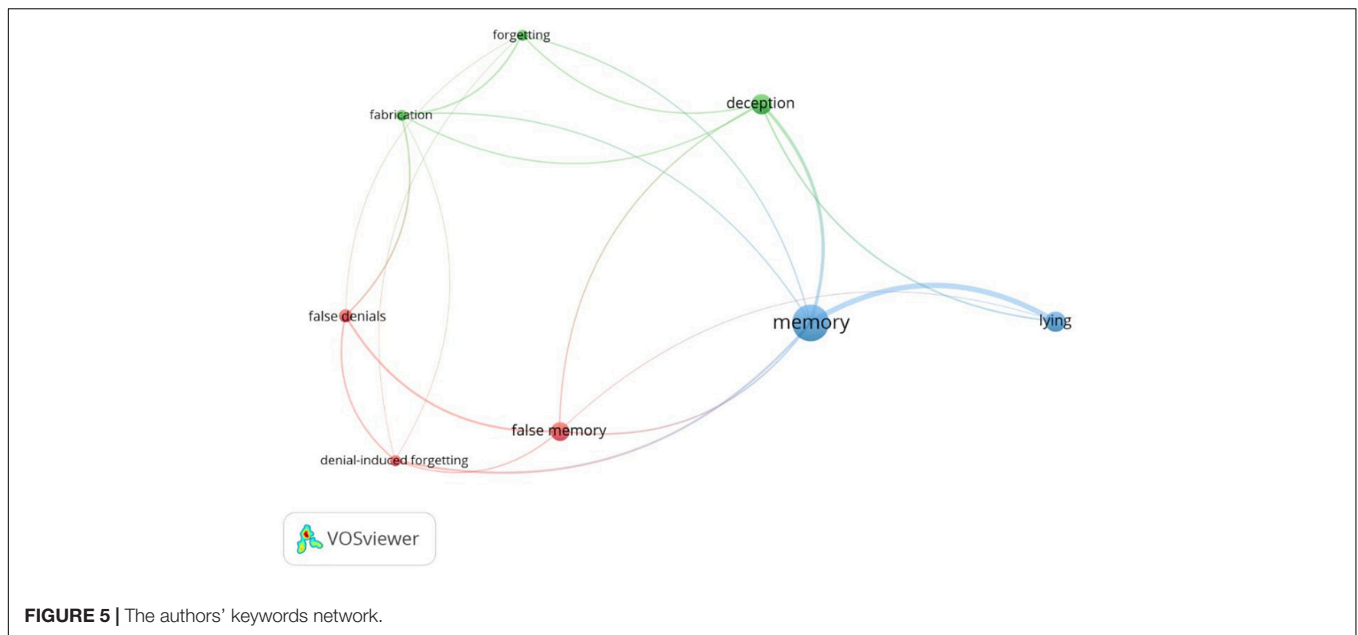 forgetting
deception
fabrication
false denials
memory
lying
false memory
denial-induced forgetting
VOSviewer
FIGURE 5 | The authors' keywords network.